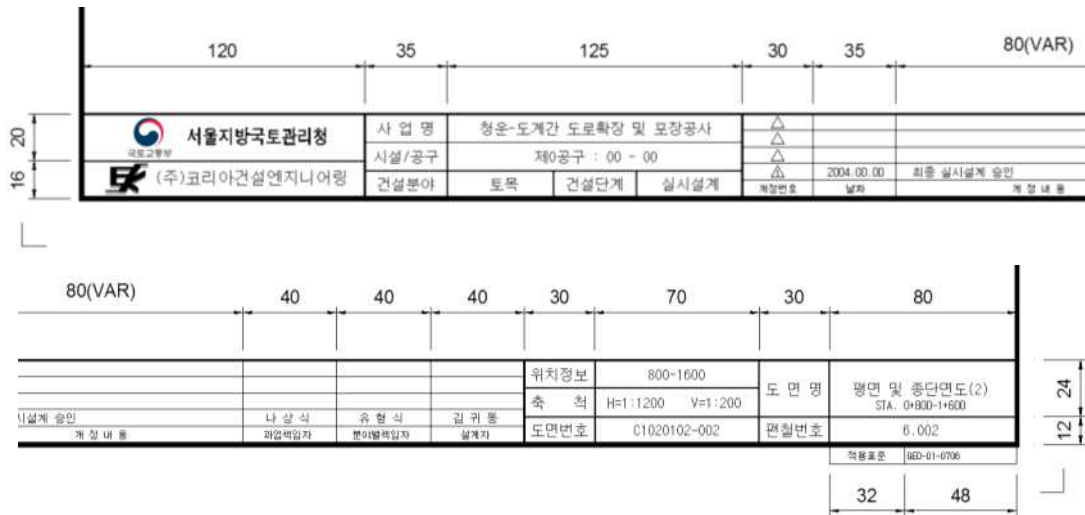 120 35 125 30 35 80(VAR)
20 서울지방국토관리청 사 업 명 청운-도계간 도로확장 및 포장공사
국토교통부 시설/공구 제0공구 : 00 - 00
16 (주)코리아건설엔지니어링 건설분야 토목 건설단계 실시설계 2004.00.00 최종 실시설계 승인
개정번호 날짜 개 정 내 용
80(VAR) 40 40 40 30 70 30 80
위치정보 800-1600 도 면 명 평면 및 종단면도(2) 24
축 척 H=1:1200 V=1:200 STA. 0+800-1+600
시설계 승인 나 상 식 유 형 식 김 귀 동
개 정 내 용 과업책임자 분야별책임자 설계자 도면번호 C1020102-002 편철번호 6.002 12
적용표준 QED-01-0706
32 48